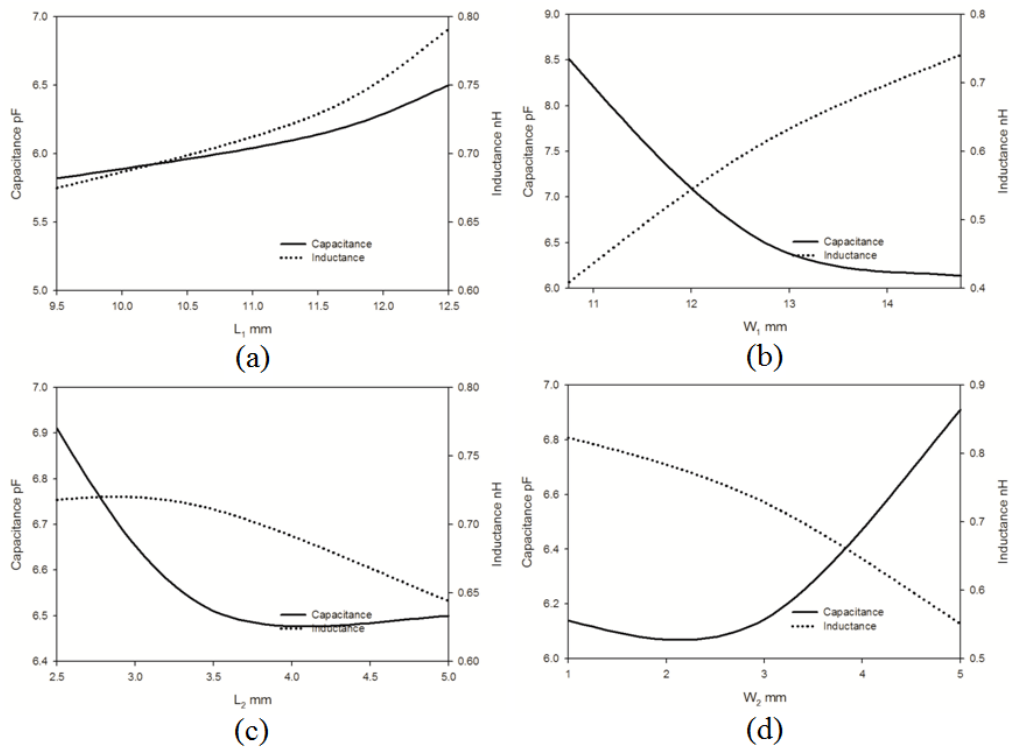 7.0
6.5
6.0
5.5
5.0
Capacitance pF
0.80
0.75
0.70
0.65
0.60
Inductance nH
Capacitance
Inductance
9.5 10.0 10.5 11.0 11.5 12.0 12.5
L1 mm
(a)
9.0
8.5
8.0
7.5
7.0
6.5
6.0
Capacitance pF
0.8
0.7
0.6
0.5
0.4
Inductance nH
Capacitance
Inductance
11 12 13 14
W1 mm
(b)
7.0
6.9
6.8
6.7
6.6
6.5
6.4
Capacitance pF
0.80
0.75
0.70
0.65
0.60
Inductance nH
Capacitance
Inductance
2.5 3.0 3.5 4.0 4.5 5.0
L2 mm
(c)
7.0
6.8
6.6
6.4
6.2
6.0
Capacitance pF
0.9
0.8
0.7
0.6
0.5
Inductance nH
Capacitance
Inductance
1 2 3 4 5
W2 mm
(d)